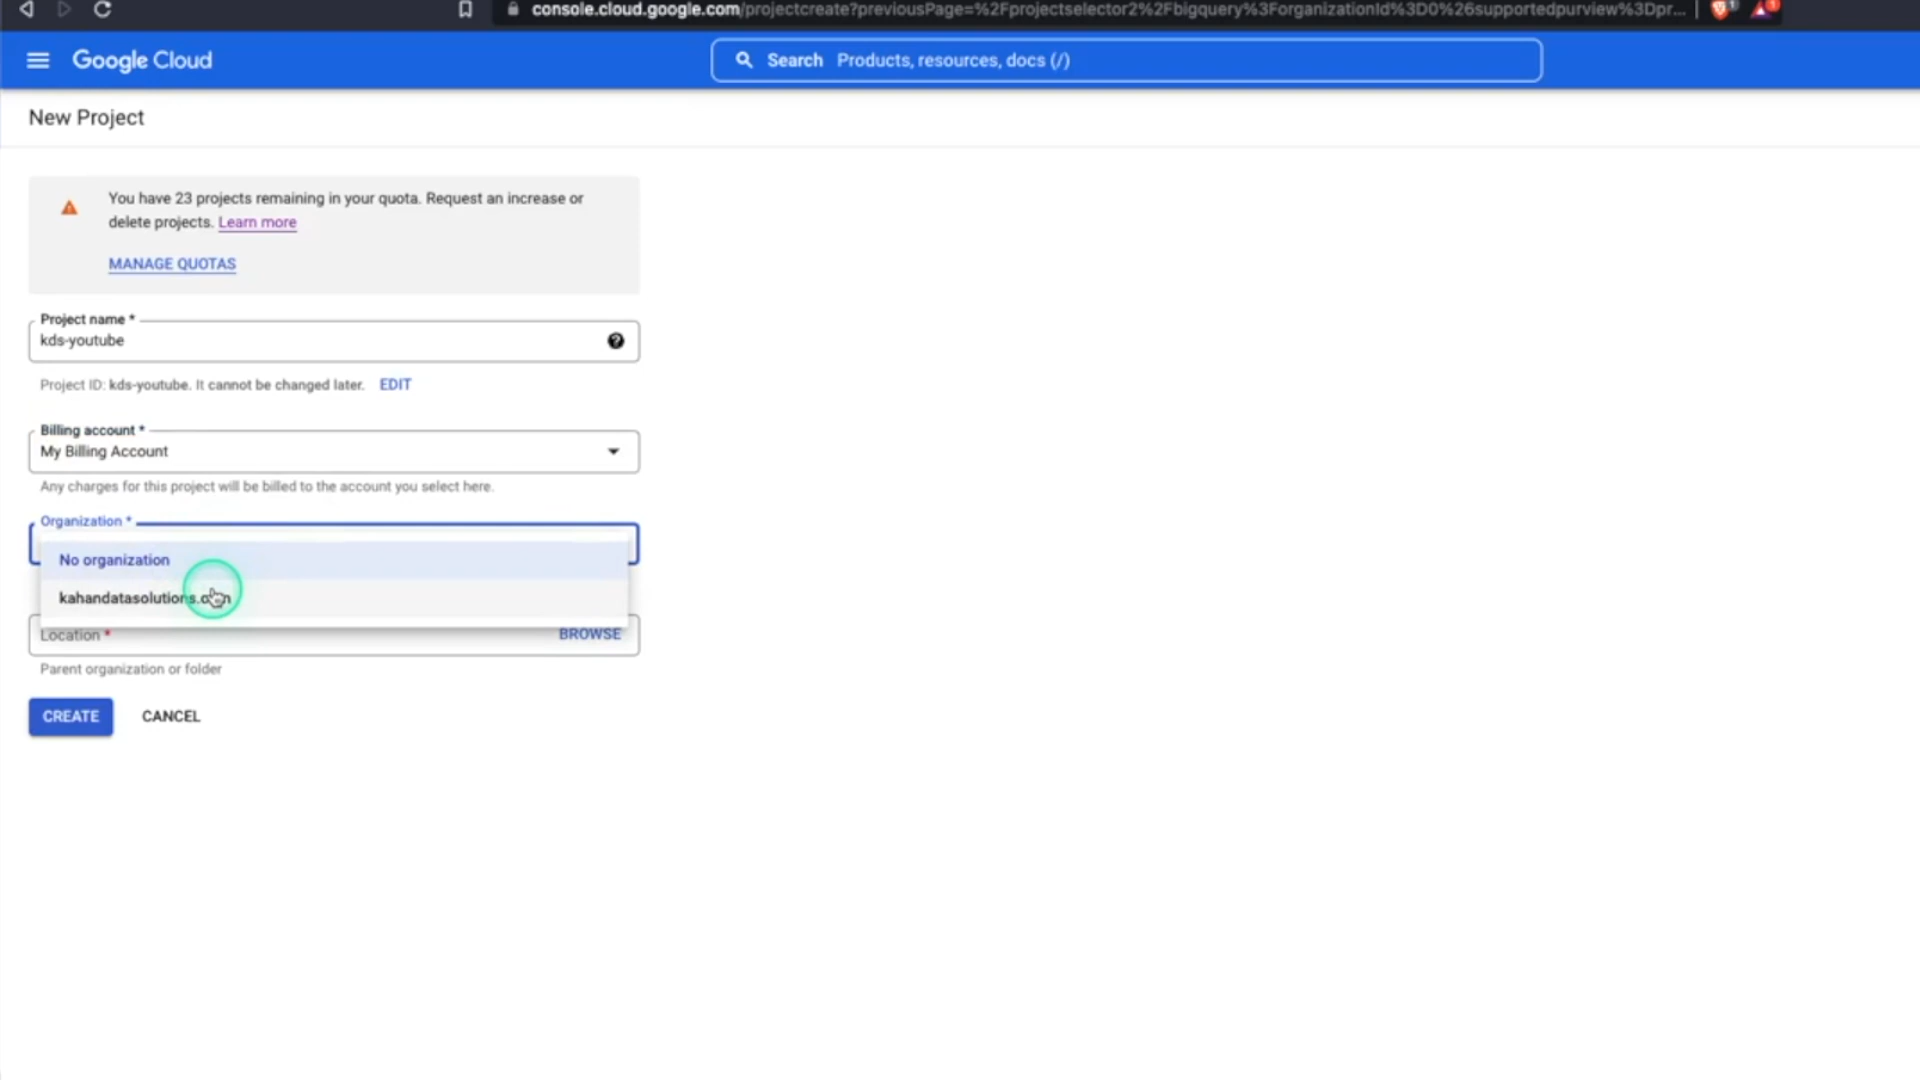 console.cloud.google.com/projectcreate?previousPage=%2Fprojectselector2%2Fbigquery%3ForganizationId%3D0%26supportedpurview%3Dpr...
1
1
Google Cloud
Search Products, resources, docs (/)
New Project
You have 23 projects remaining in your quota. Request an increase or
delete projects. Learn more
MANAGE QUOTAS
Project name *
kds-youtube
Project ID: kds-youtube. It cannot be changed later. EDIT
Billing account *
My Billing Account
Any charges for this project will be billed to the account you select here.
Organization *
No organization
kahandatasolutions.com
Location * BROWSE
Parent organization or folder
CREATE CANCEL